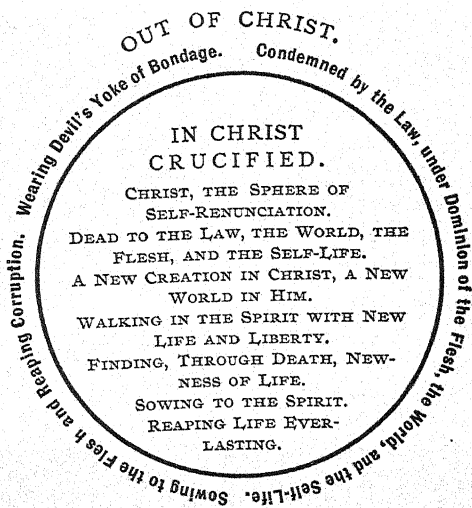 OUT OF CHRIST.
Condemned by the Law, under Dominion of the Flesh, the World, and the Self-Life. Sowing to the Flesh and Reaping Corruption. Wearing Devil's Yoke of Bondage.
IN CHRIST
CRUCIFIED.
CHRIST, THE SPHERE OF
SELF-RENUNCIATION.
DEAD TO THE LAW, THE WORLD, THE
FLESH, AND THE SELF-LIFE.
A NEW CREATION IN CHRIST, A NEW
WORLD IN HIM.
WALKING IN THE SPIRIT WITH NEW
LIFE AND LIBERTY.
FINDING, THROUGH DEATH, NEW-
NESS OF LIFE.
SOWING TO THE SPIRIT.
REAPING LIFE EVER-
LASTING.